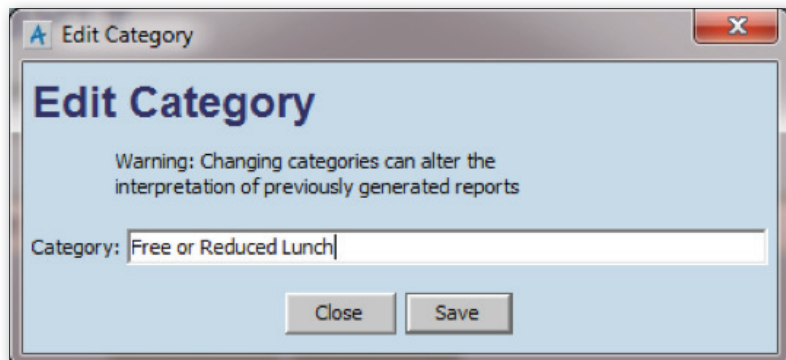 Edit Category
Edit Category
Warning: Changing categories can alter the
interpretation of previously generated reports
Category: Free or Reduced Lunch
Close Save